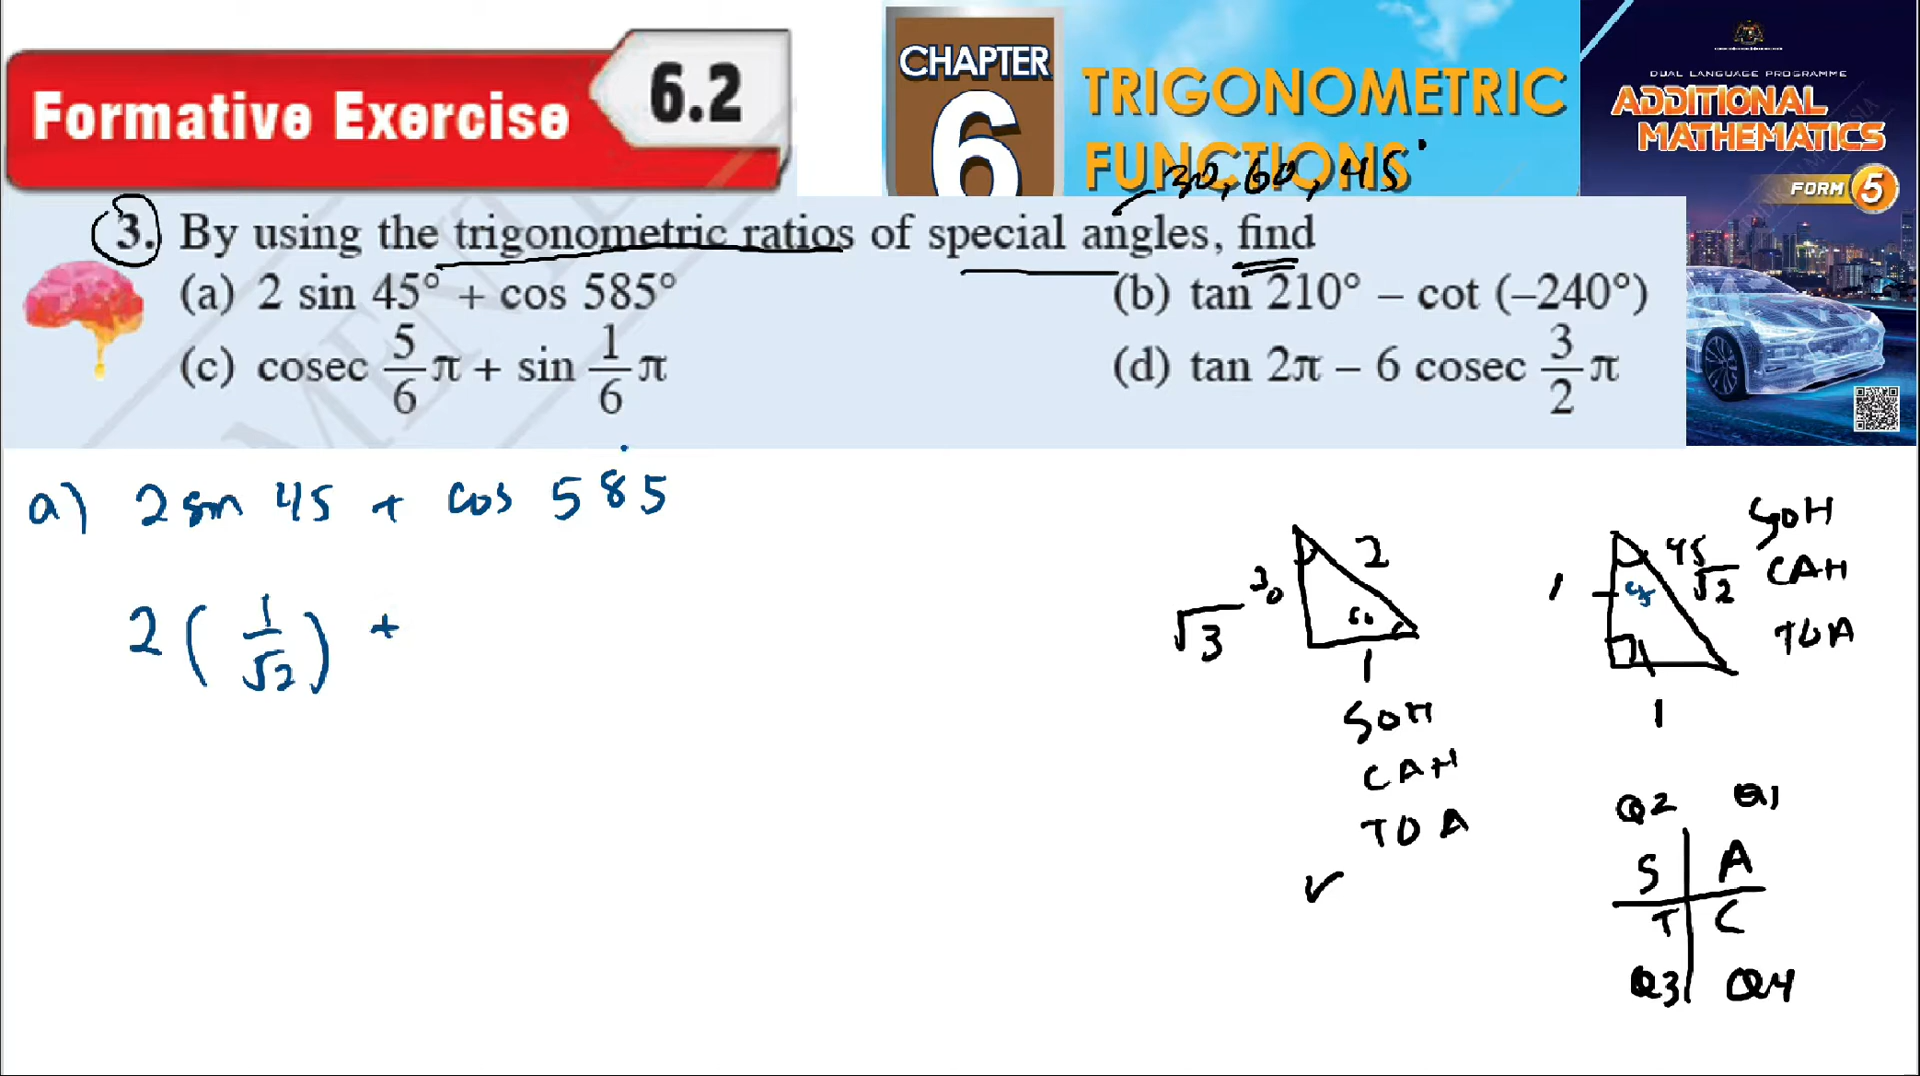 Formative Exercise 6.2
CHAPTER
6
TRIGONOMETRIC
FUNCTIONS
DUAL LANGUAGE PROGRAMME
ADDITIONAL
MATHEMATICS
FORM 5
30, 60, 45°
3. By using the trigonometric ratios of special angles, find
(a) 2 sin 45° + cos 585°
(b) tan 210° – cot (–240°)
(c) cosec 5/6 π + sin 1/6 π
(d) tan 2π – 6 cosec 3/2 π
a) 2 sin 45 + cos 585
2 ( 1/√2 ) +
30
2
√3
60
1
SOH
CAH
TOA
45
1
√2
45
1
SOH
CAH
TOA
Q2 Q1
S A
T C
Q3 Q4